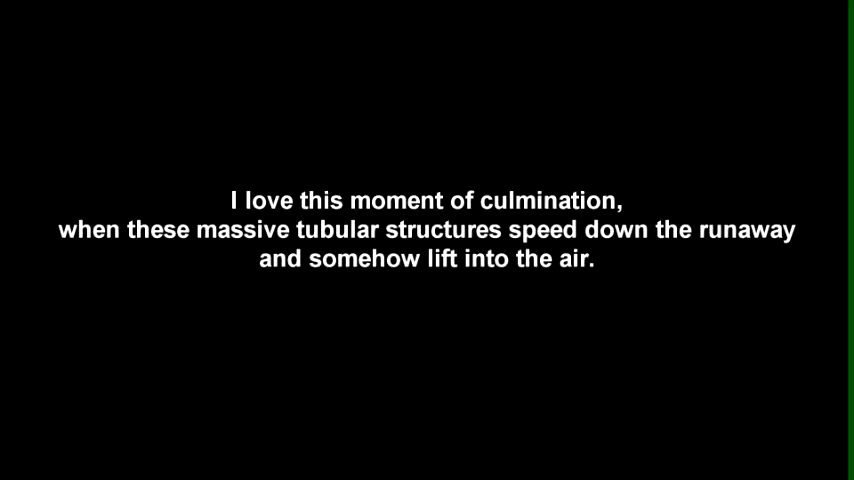 I love this moment of culmination,
when these massive tubular structures speed down the runaway
and somehow lift into the air.